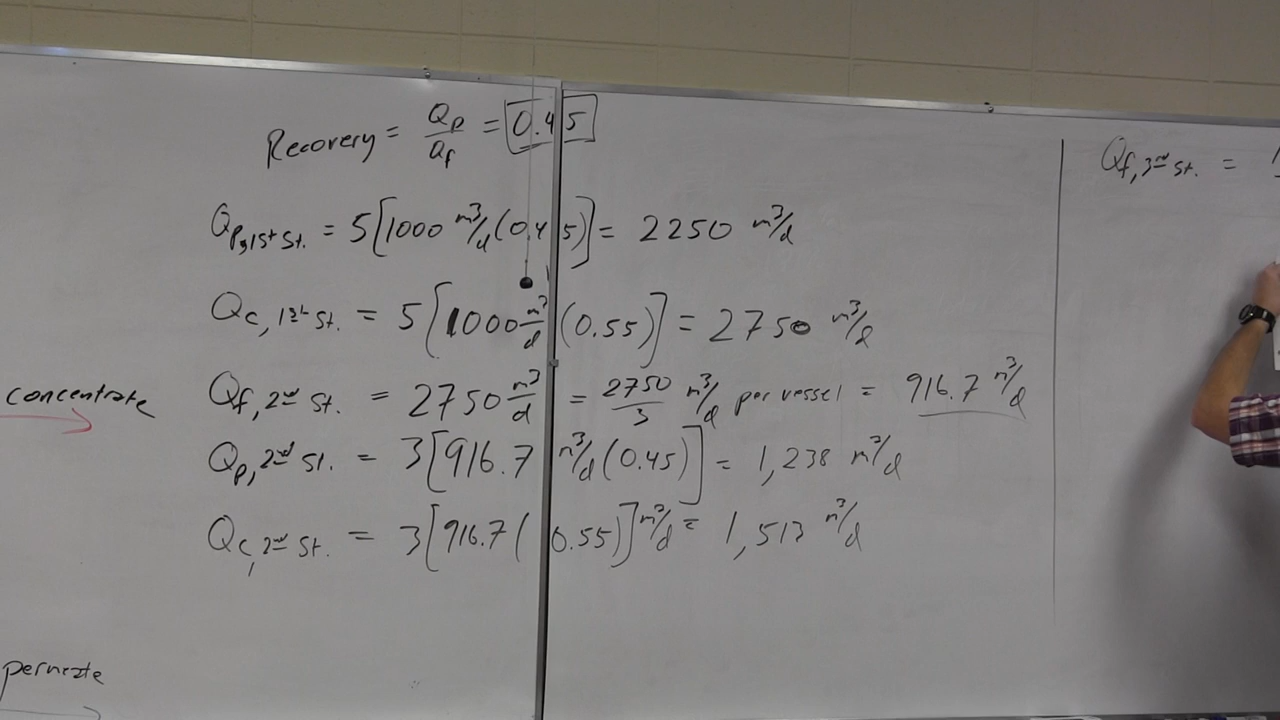 Recovery = Qp/Qf = 0.45
Qp,1st St. = 5[1000 m³/d (0.45)] = 2250 m³/d
Qc,1st St. = 5[1000 m³/d (0.55)] = 2750 m³/d
Qf,2nd St. = 2750 m³/d = 2750/3 m³/d per vessel = 916.7 m³/d
Qp,2nd St. = 3[916.7 m³/d (0.45)] = 1,238 m³/d
Qc,2nd St. = 3[916.7(0.55)] m³/d = 1,513 m³/d
concentrate
permeate
Qf,3rd St. =